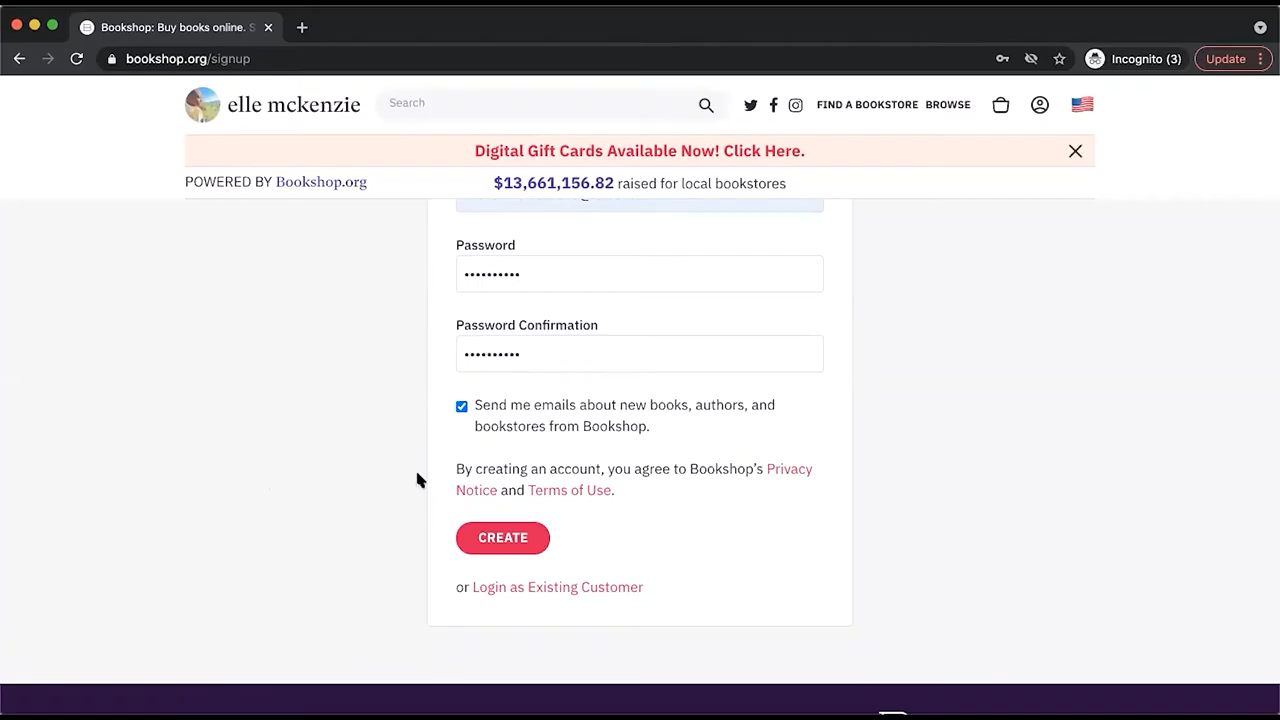 Bookshop: Buy books online. S
bookshop.org/signup
Incognito (3)
Update
elle mckenzie
Search
FIND A BOOKSTORE
BROWSE
Digital Gift Cards Available Now! Click Here.
POWERED BY Bookshop.org
$13,661,156.82 raised for local bookstores
Password
••••••••••
Password Confirmation
••••••••••
Send me emails about new books, authors, and
bookstores from Bookshop.
By creating an account, you agree to Bookshop’s Privacy
Notice and Terms of Use.
CREATE
or Login as Existing Customer